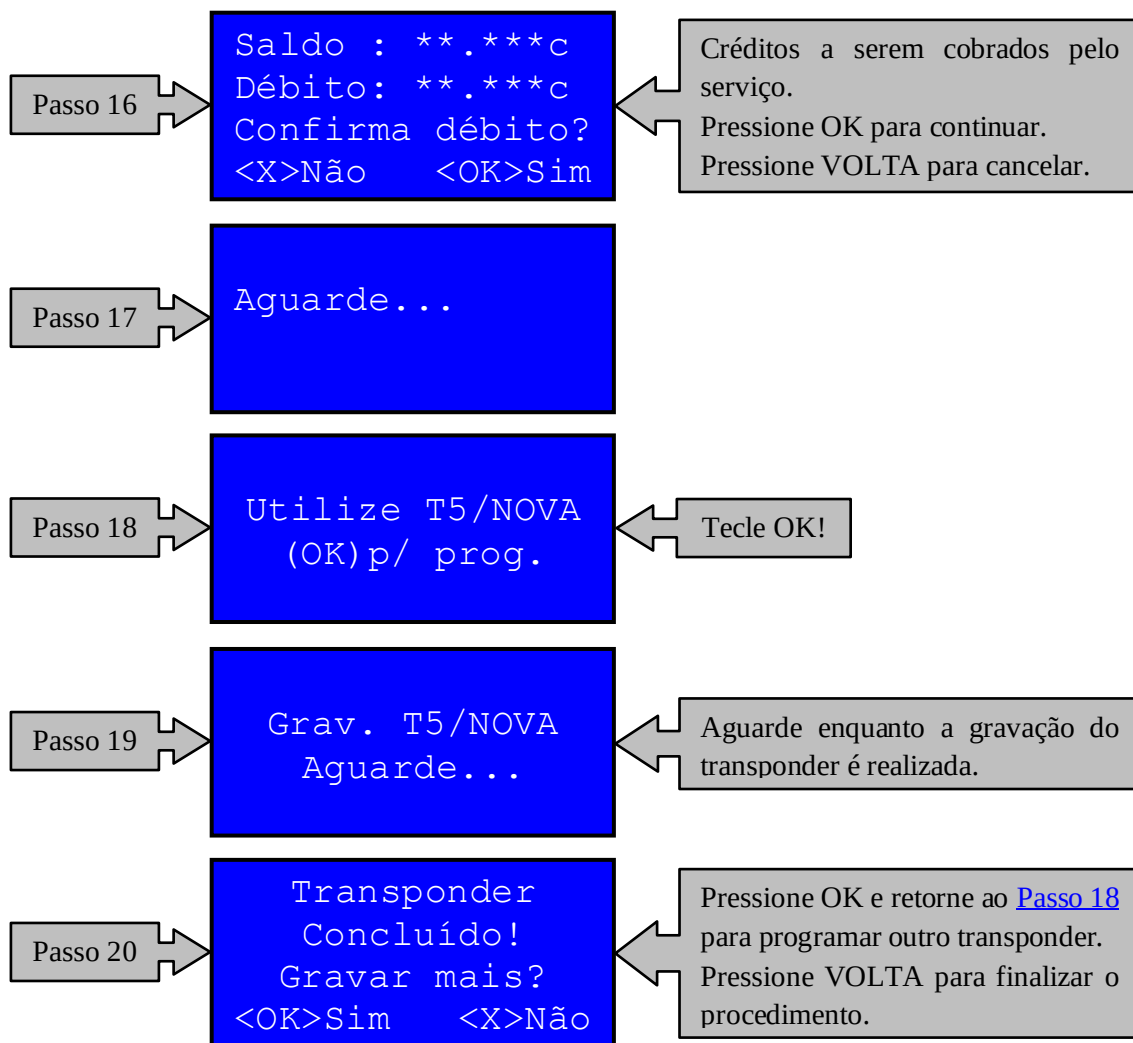 Passo 16
Saldo : **.***c
Débito: **.***c
Confirma débito?
<X>Não <OK>Sim
Créditos a serem cobrados pelo
serviço.
Pressione OK para continuar.
Pressione VOLTA para cancelar.
Passo 17
Aguarde...
Passo 18
Utilize T5/NOVA
(OK)p/ prog.
Tecle OK!
Passo 19
Grav. T5/NOVA
Aguarde...
Aguarde enquanto a gravação do
transponder é realizada.
Passo 20
Transponder
Concluído!
Gravar mais?
<OK>Sim <X>Não
Pressione OK e retorne ao Passo 18
para programar outro transponder.
Pressione VOLTA para finalizar o
procedimento.